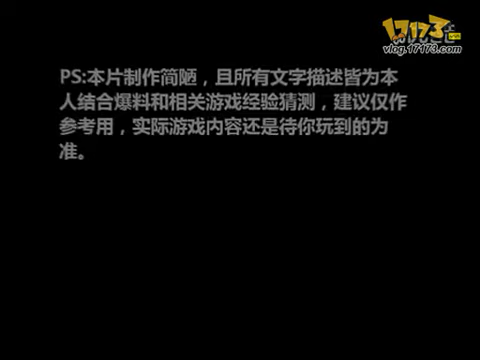 17173
vlog.17173.com
PS:本片制作简陋，且所有文字描述皆为本
人结合爆料和相关游戏经验猜测，建议仅作
参考用，实际游戏内容还是待你玩到的为
准。